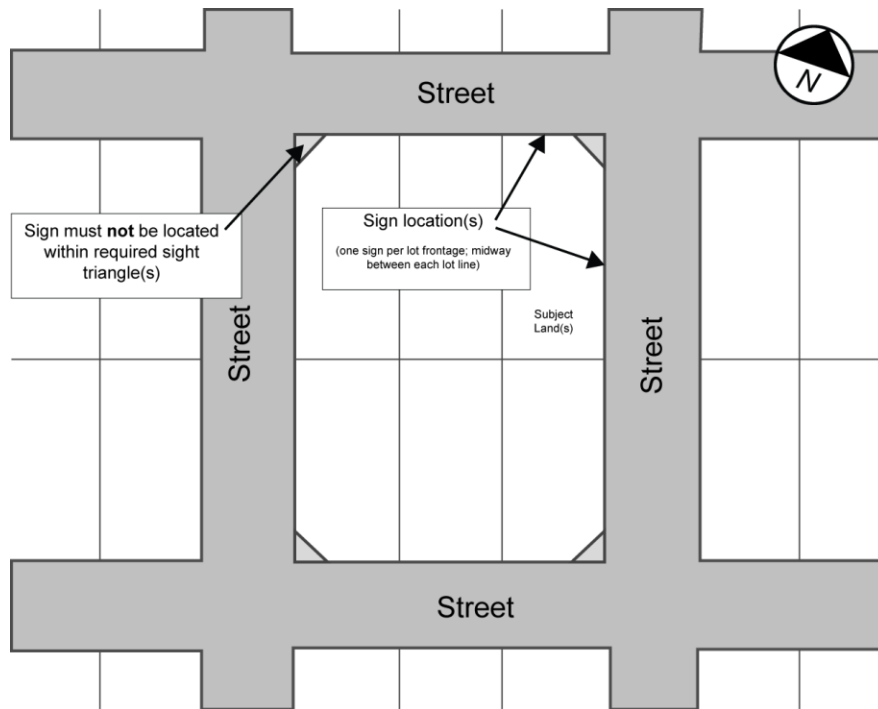 Street
N
Sign must not be located
within required sight
triangle(s)
Sign location(s)
(one sign per lot frontage; midway
between each lot line)
Subject
Land(s)
Street
Street
Street